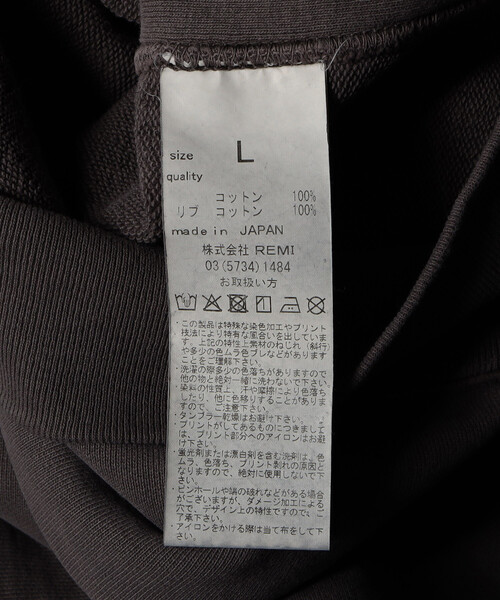 size L
quality
コットン 100%
リブ コットン 100%
made in JAPAN
株式会社 REMI
03(5734)1484
お取扱い方
・この製品は特殊な染色加工やプリント
技法により特有な風合いを出していま
す。上記の特性上素材のねじれ(斜行)
や多少の色ムラ色ブレなどがあります
ことをご理解下さい。
・洗濯の際多少の色落ちがありますので
他の物と絶対一緒に洗わないで下さい。
・染料の性質上、汗や摩擦により色落ち
したり、他に色移りすることがありま
すので、ご注意下さい。
・タンブラー乾燥はお避け下さい。
・プリントがしてあるものにつきまして
は、プリント部分へのアイロンはお避
け下さい。
・蛍光剤または漂白剤を含む洗剤は、色
ムラ、色落ち、プリント剥れの原因と
なりますので、絶対に使用しないで下
さい。
・ピンホールや端の破れなどがある場合
がございますが、ダメージ加工による
穴で、デザイン上の特性ですので、ご
了承下さい。
・アイロンをかける際は当て布をして下
さい。